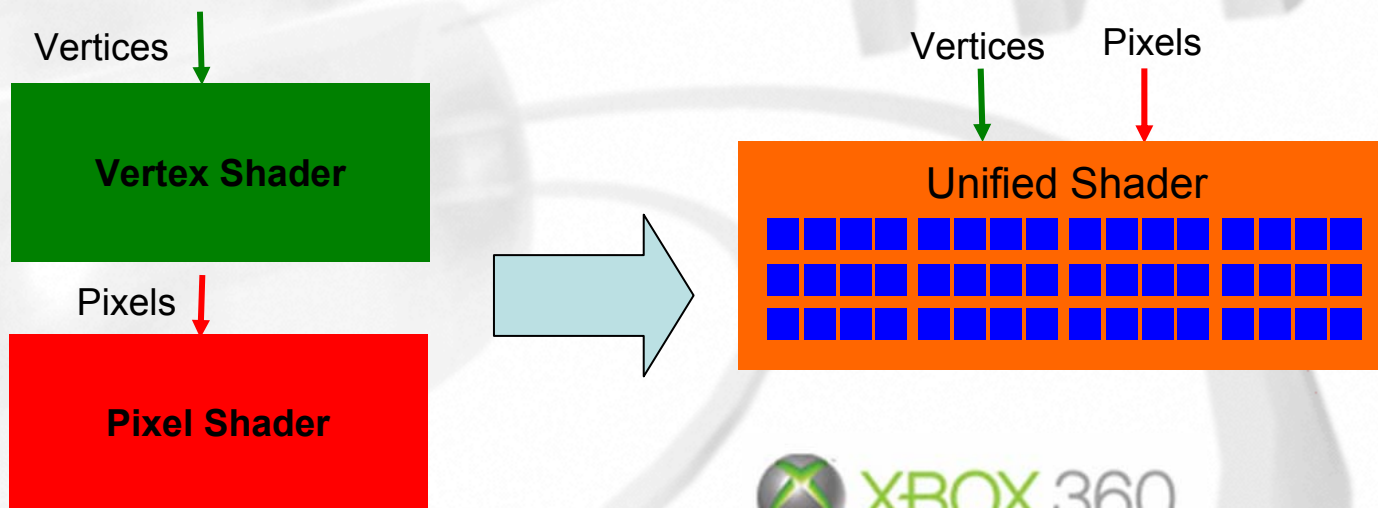 Vertices
Vertex Shader
Pixels
Pixel Shader
Vertices
Pixels
Unified Shader
XBOX 360